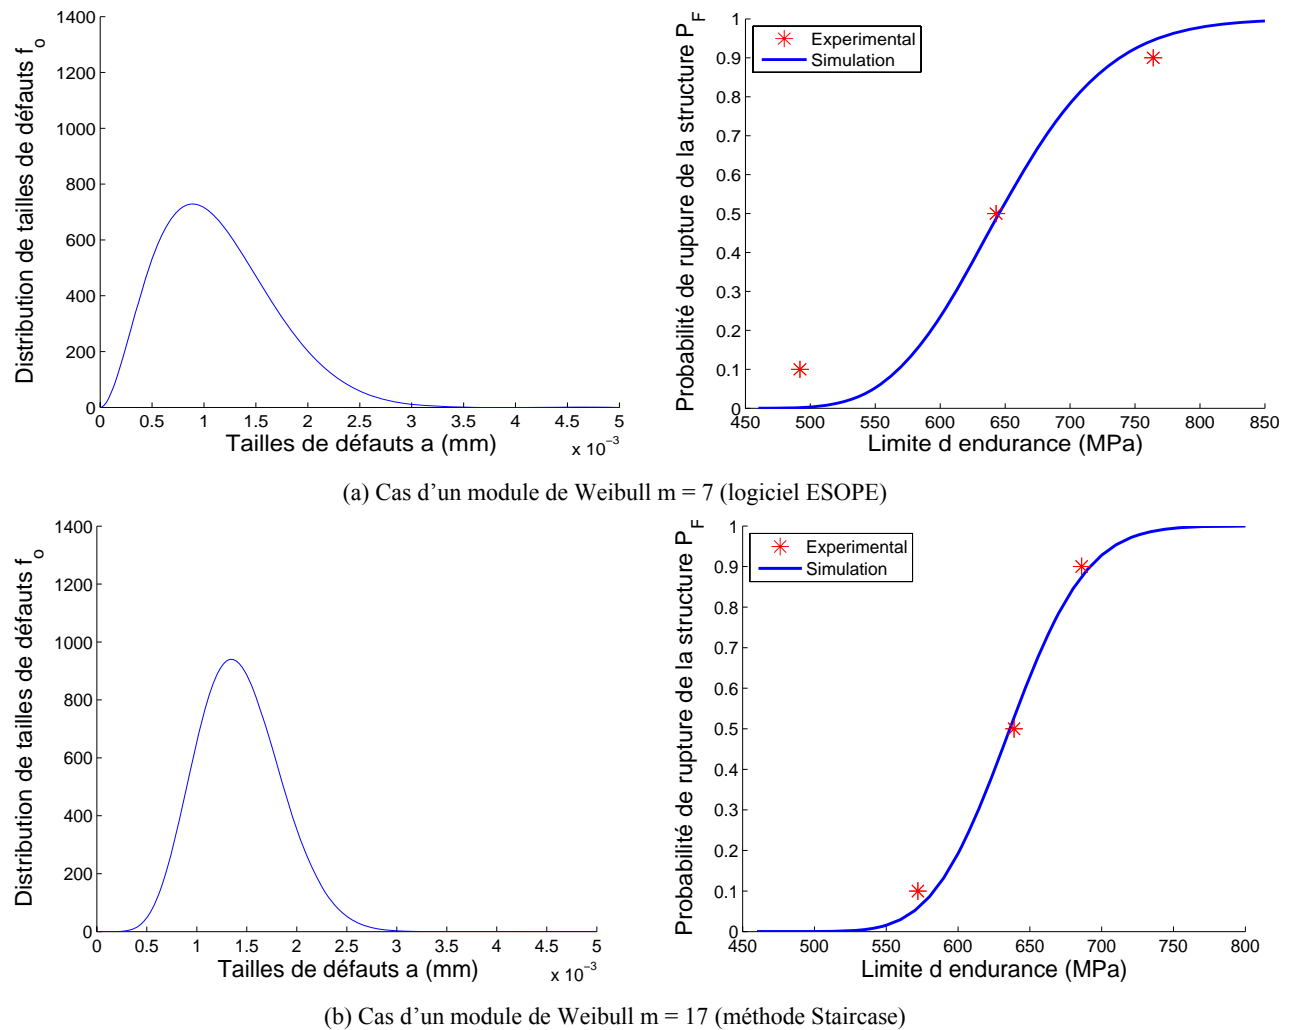 1400
1200
1000
800
600
400
200
0
Distribution de tailles de défauts f_o
0 0.5 1 1.5 2 2.5 3 3.5 4 4.5 5
Tailles de défauts a (mm)
x 10^-3
1
0.9
0.8
0.7
0.6
0.5
0.4
0.3
0.2
0.1
0
Probabilité de rupture de la structure P_F
Experimental
Simulation
450 500 550 600 650 700 750 800 850
Limite d endurance (MPa)
(a) Cas d’un module de Weibull m = 7 (logiciel ESOPE)
1400
1200
1000
800
600
400
200
0
Distribution de tailles de défauts f_o
0 0.5 1 1.5 2 2.5 3 3.5 4 4.5 5
Tailles de défauts a (mm)
x 10^-3
1
0.9
0.8
0.7
0.6
0.5
0.4
0.3
0.2
0.1
0
Probabilité de rupture de la structure P_F
Experimental
Simulation
450 500 550 600 650 700 750 800
Limite d endurance (MPa)
(b) Cas d’un module de Weibull m = 17 (méthode Staircase)